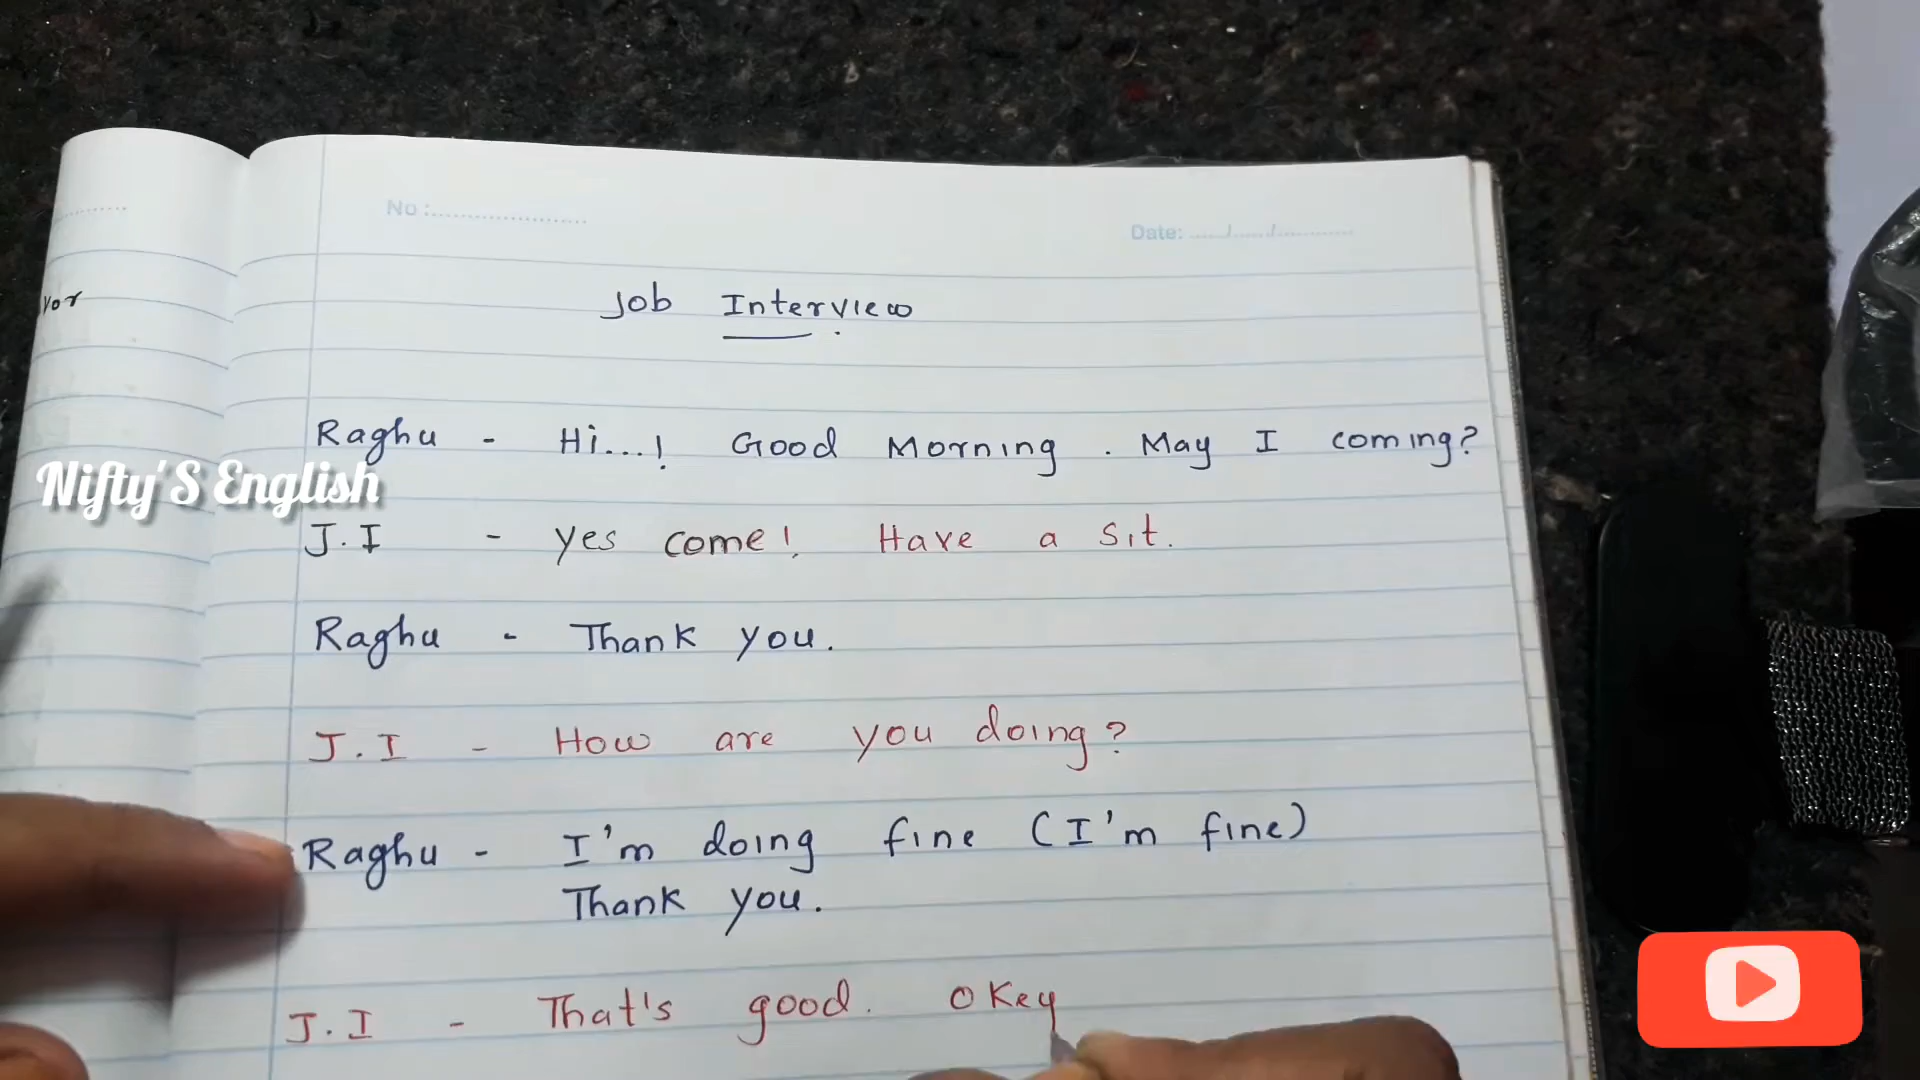 No :......................
Date: ....../....../............
vor
Job Interview
Raghu - Hi...! Good Morning . May I coming?
Nifty'S English
J.I - yes come! Have a sit.
Raghu - Thank you.
J.I - How are you doing?
Raghu - I'm doing fine (I'm fine)
Thank you.
J.I - That's good. okey